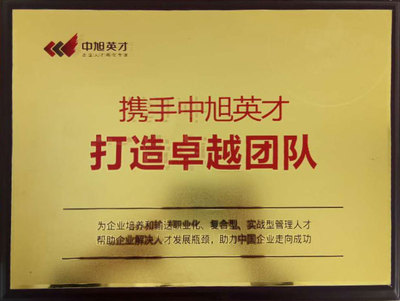 中旭英才
携手中旭英才
打造卓越团队
为企业培养和输送职业化、复合型、实战型管理人才
帮助企业解决人才发展瓶颈，助力中国企业走向成功